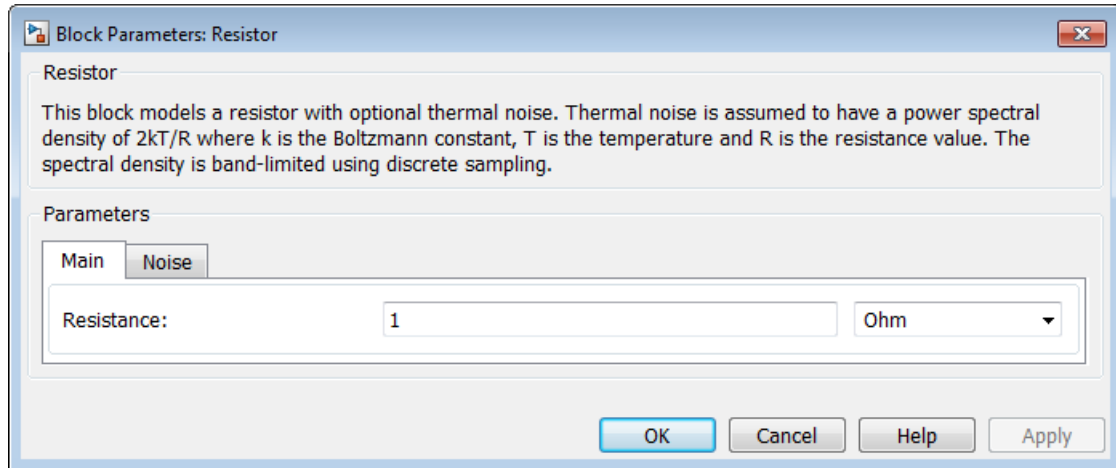 Block Parameters: Resistor
Resistor
This block models a resistor with optional thermal noise. Thermal noise is assumed to have a power spectral
density of 2kT/R where k is the Boltzmann constant, T is the temperature and R is the resistance value. The
spectral density is band-limited using discrete sampling.
Parameters
Main Noise
Resistance: 1 Ohm
OK Cancel Help Apply